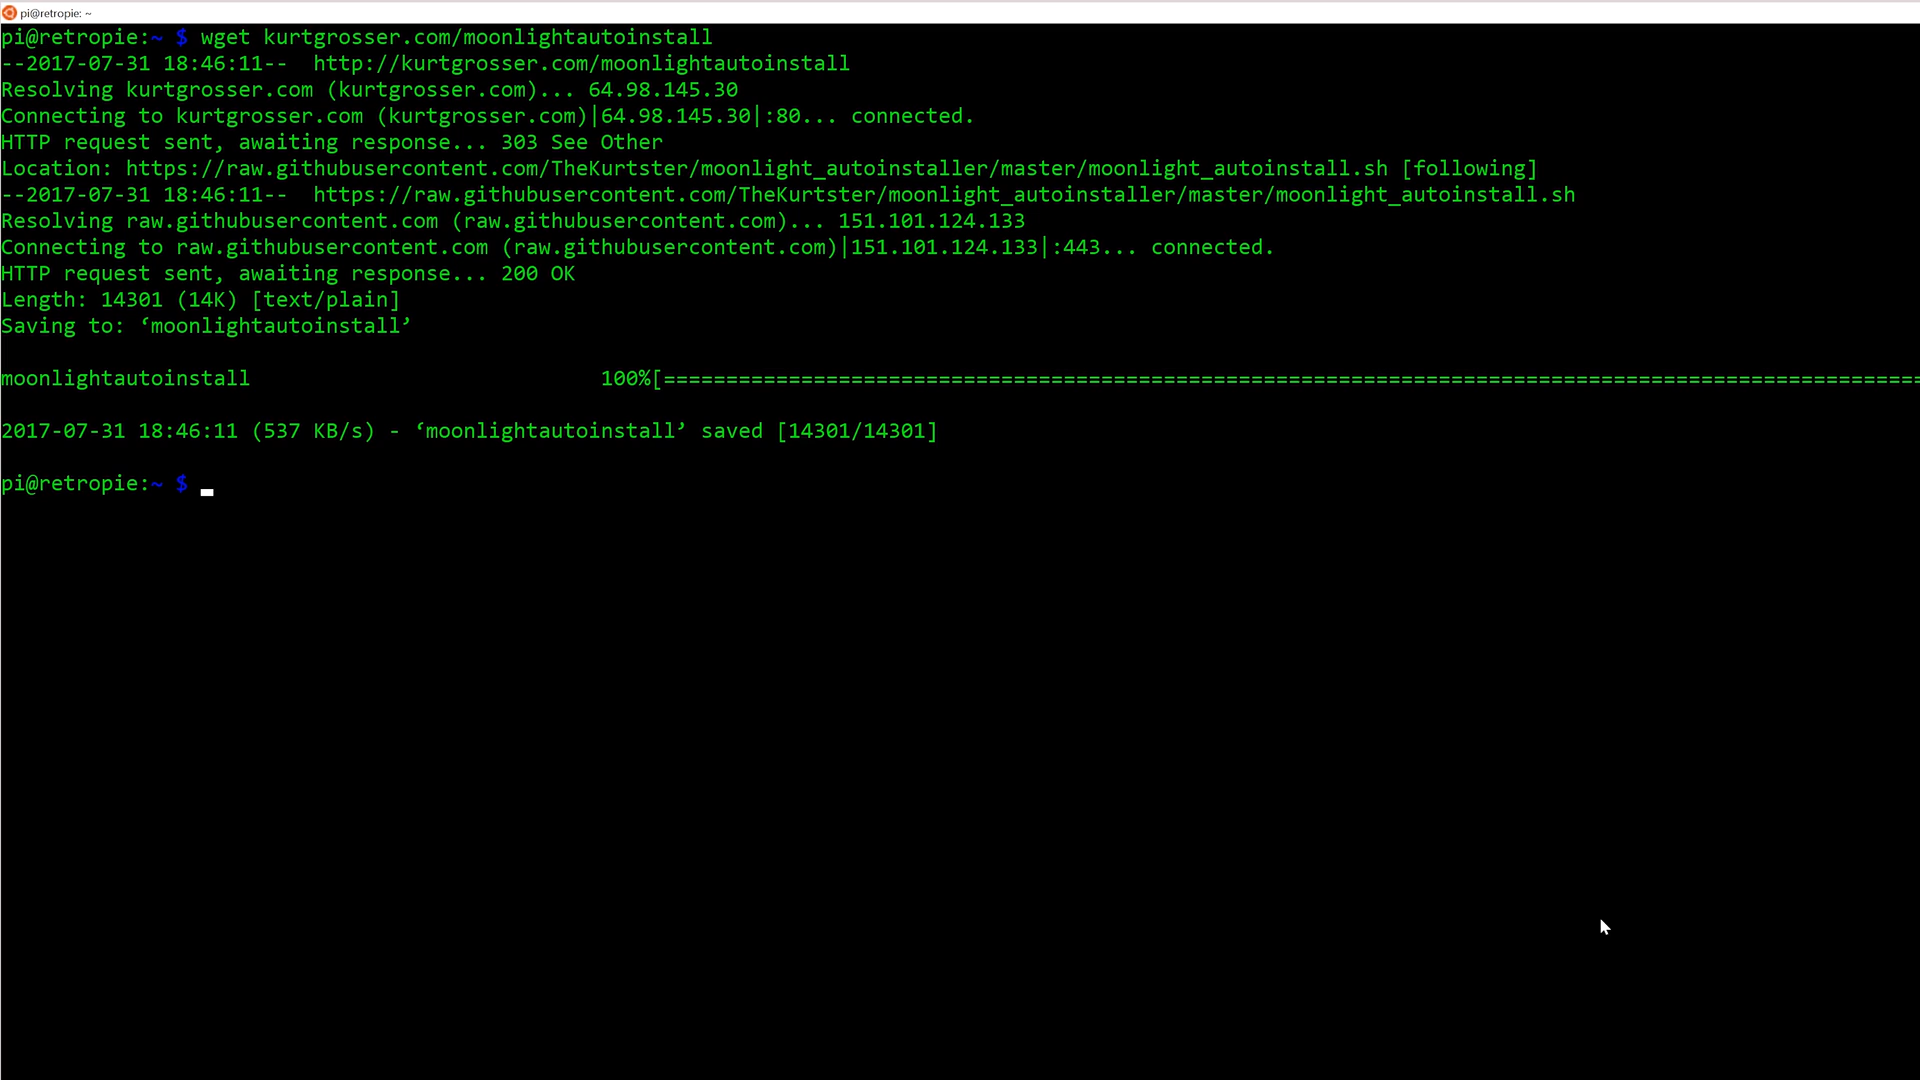 pi@retropie: ~
pi@retropie:~ $ wget kurtgrosser.com/moonlightautoinstall
--2017-07-31 18:46:11--  http://kurtgrosser.com/moonlightautoinstall
Resolving kurtgrosser.com (kurtgrosser.com)... 64.98.145.30
Connecting to kurtgrosser.com (kurtgrosser.com)|64.98.145.30|:80... connected.
HTTP request sent, awaiting response... 303 See Other
Location: https://raw.githubusercontent.com/TheKurtster/moonlight_autoinstaller/master/moonlight_autoinstall.sh [following]
--2017-07-31 18:46:11--  https://raw.githubusercontent.com/TheKurtster/moonlight_autoinstaller/master/moonlight_autoinstall.sh
Resolving raw.githubusercontent.com (raw.githubusercontent.com)... 151.101.124.133
Connecting to raw.githubusercontent.com (raw.githubusercontent.com)|151.101.124.133|:443... connected.
HTTP request sent, awaiting response... 200 OK
Length: 14301 (14K) [text/plain]
Saving to: ‘moonlightautoinstall’
moonlightautoinstall                            100%[=====================================================================================================
2017-07-31 18:46:11 (537 KB/s) - ‘moonlightautoinstall’ saved [14301/14301]
pi@retropie:~ $